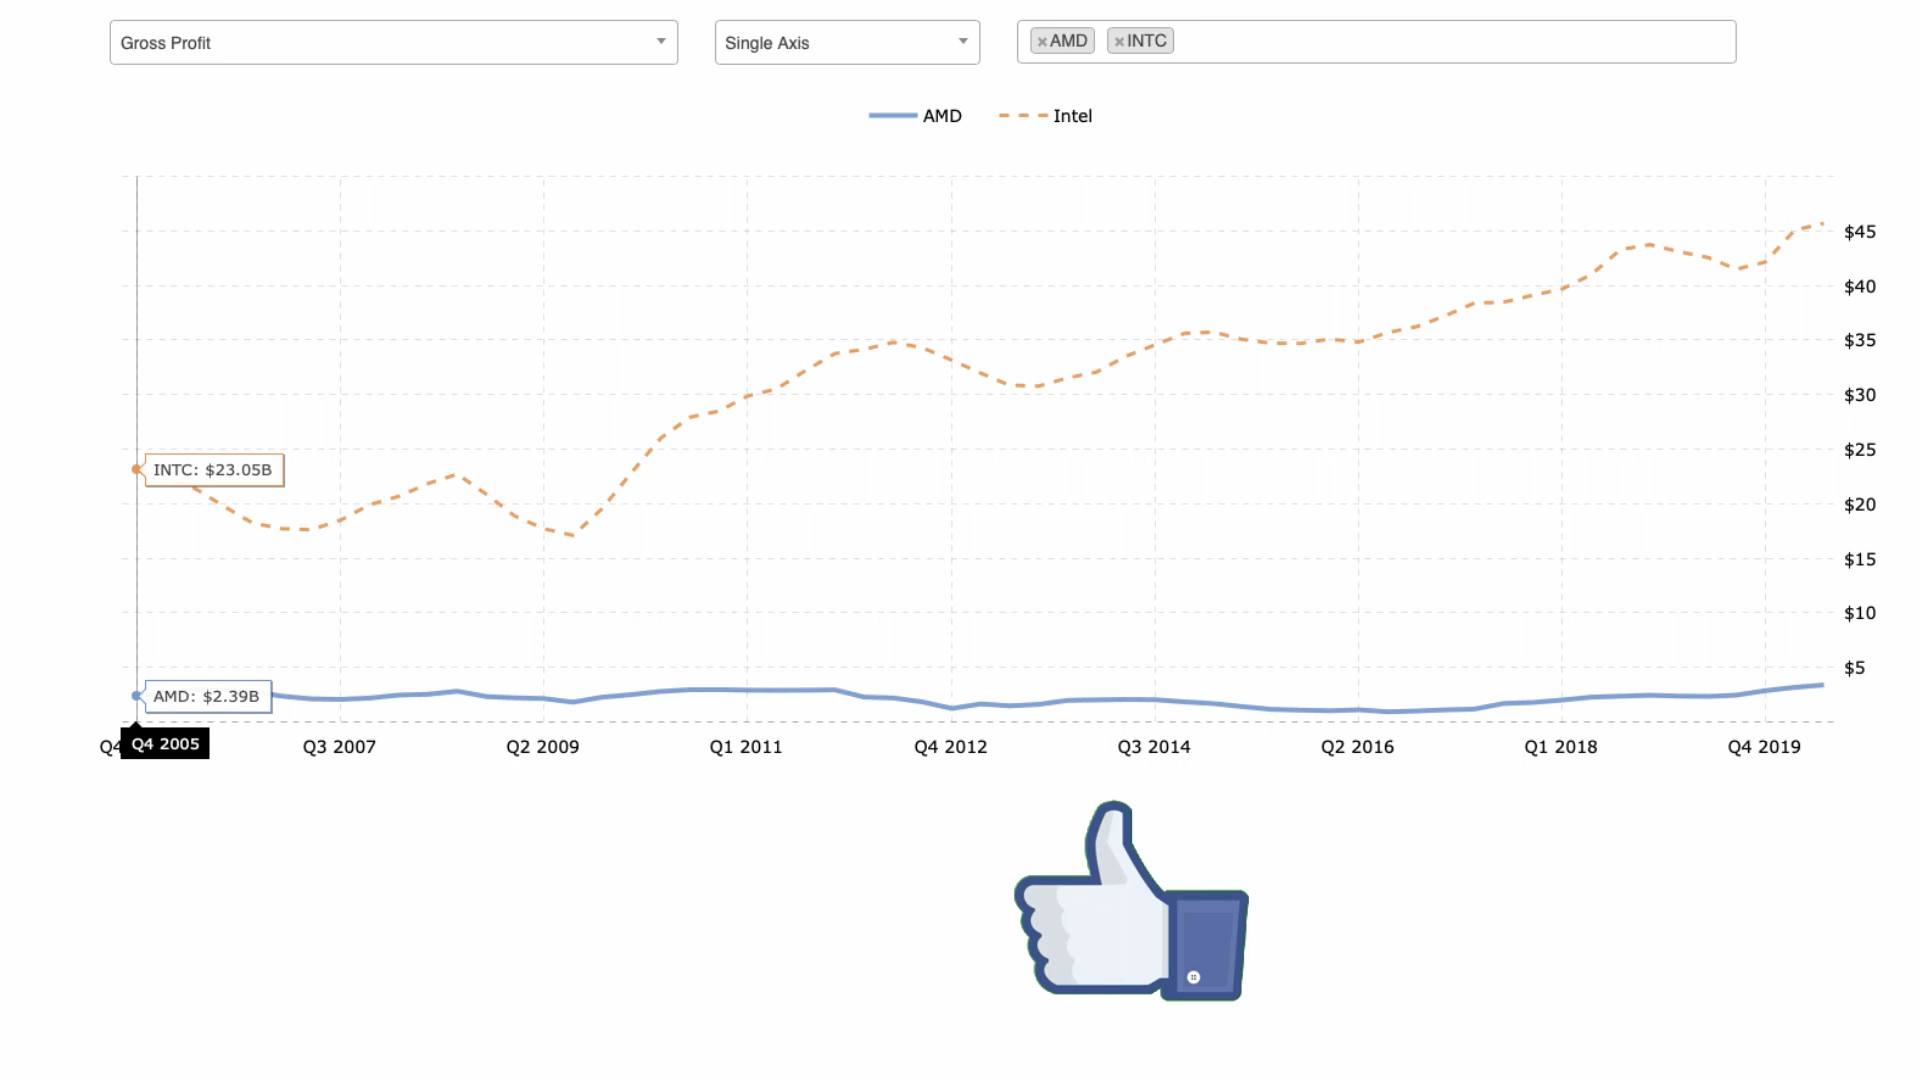 Gross Profit
Single Axis
×AMD ×INTC
AMD
Intel
$45
$40
$35
$30
$25
INTC: $23.05B
$20
$15
$10
$5
AMD: $2.39B
Q4
Q4 2005
Q3 2007
Q2 2009
Q1 2011
Q4 2012
Q3 2014
Q2 2016
Q1 2018
Q4 2019